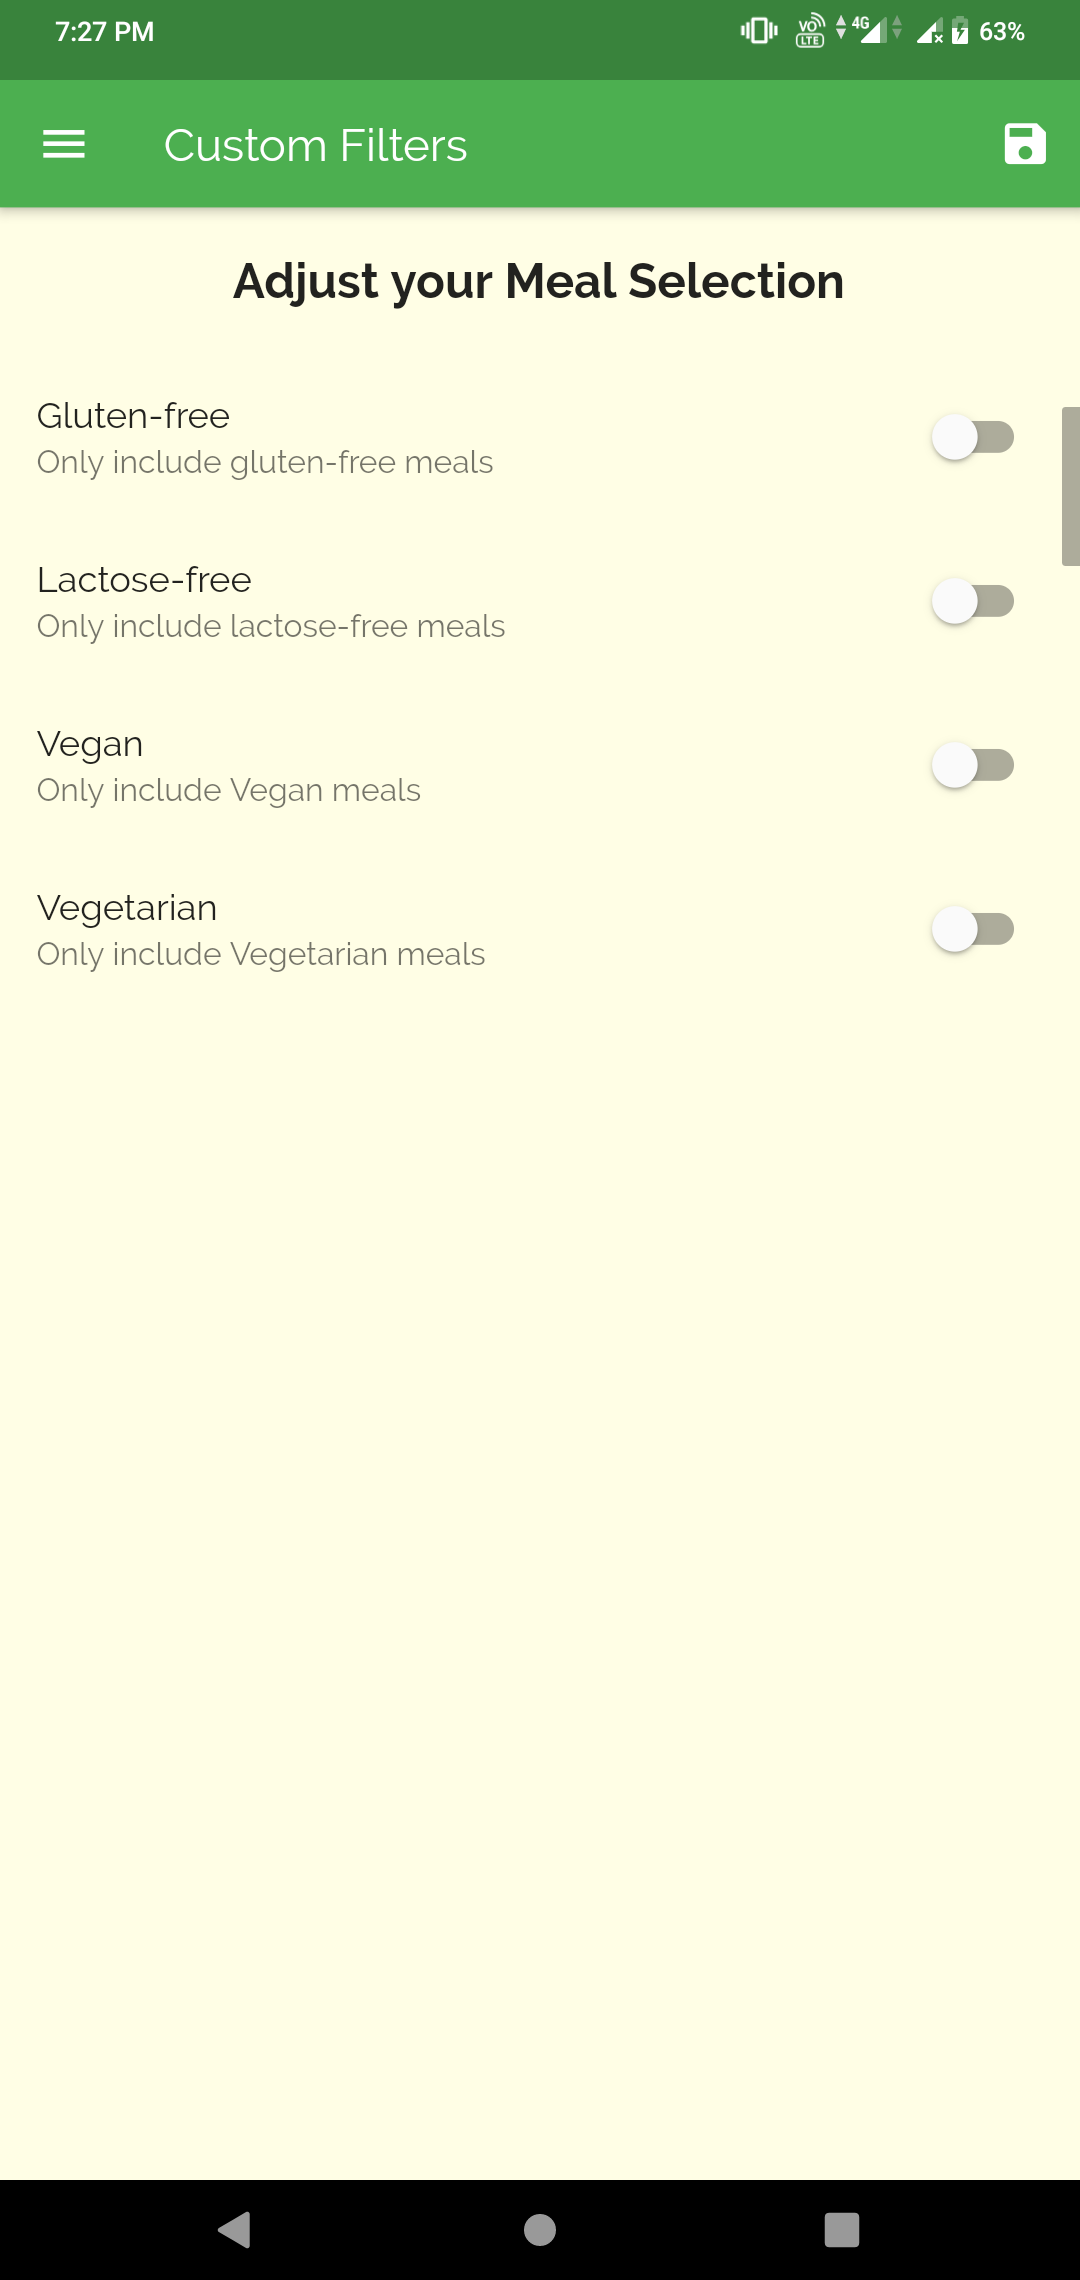 7:27 PM VO LTE 4G 63%
Custom Filters
Adjust your Meal Selection
Gluten-free
Only include gluten-free meals
Lactose-free
Only include lactose-free meals
Vegan
Only include Vegan meals
Vegetarian
Only include Vegetarian meals